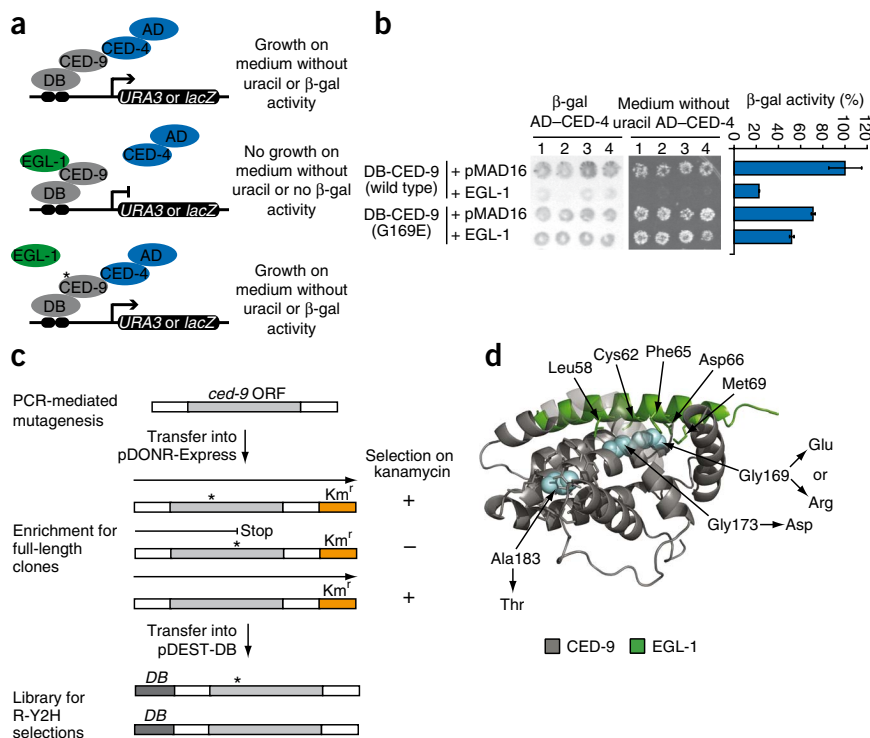 a
AD
CED-4
CED-9
DB
URA3 or lacZ
Growth on
medium without
uracil or β-gal
activity
EGL-1
CED-9
DB
AD
CED-4
URA3 or lacZ
No growth on
medium without
uracil or no β-gal
activity
EGL-1
*
AD
CED-4
CED-9
DB
URA3 or lacZ
Growth on
medium without
uracil or β-gal
activity
b
β-gal
AD–CED-4
Medium without
uracil AD–CED-4
β-gal activity (%)
0
20
40
60
80
100
120
1 2 3 4
1 2 3 4
DB-CED-9
(wild type)
+ pMAD16
+ EGL-1
DB-CED-9
(G169E)
+ pMAD16
+ EGL-1
c
PCR-mediated
mutagenesis
ced-9 ORF
Transfer into
pDONR-Express
Selection on
kanamycin
Kmr
*
+
Enrichment for
full-length
clones
Stop
Kmr
*
–
Kmr
+
Transfer into
pDEST-DB
Library for
R-Y2H
selections
DB
*
DB
d
Leu58
Cys62
Phe65
Asp66
Met69
Gly169
Glu
or
Arg
Gly173
Asp
Ala183
Thr
CED-9
EGL-1